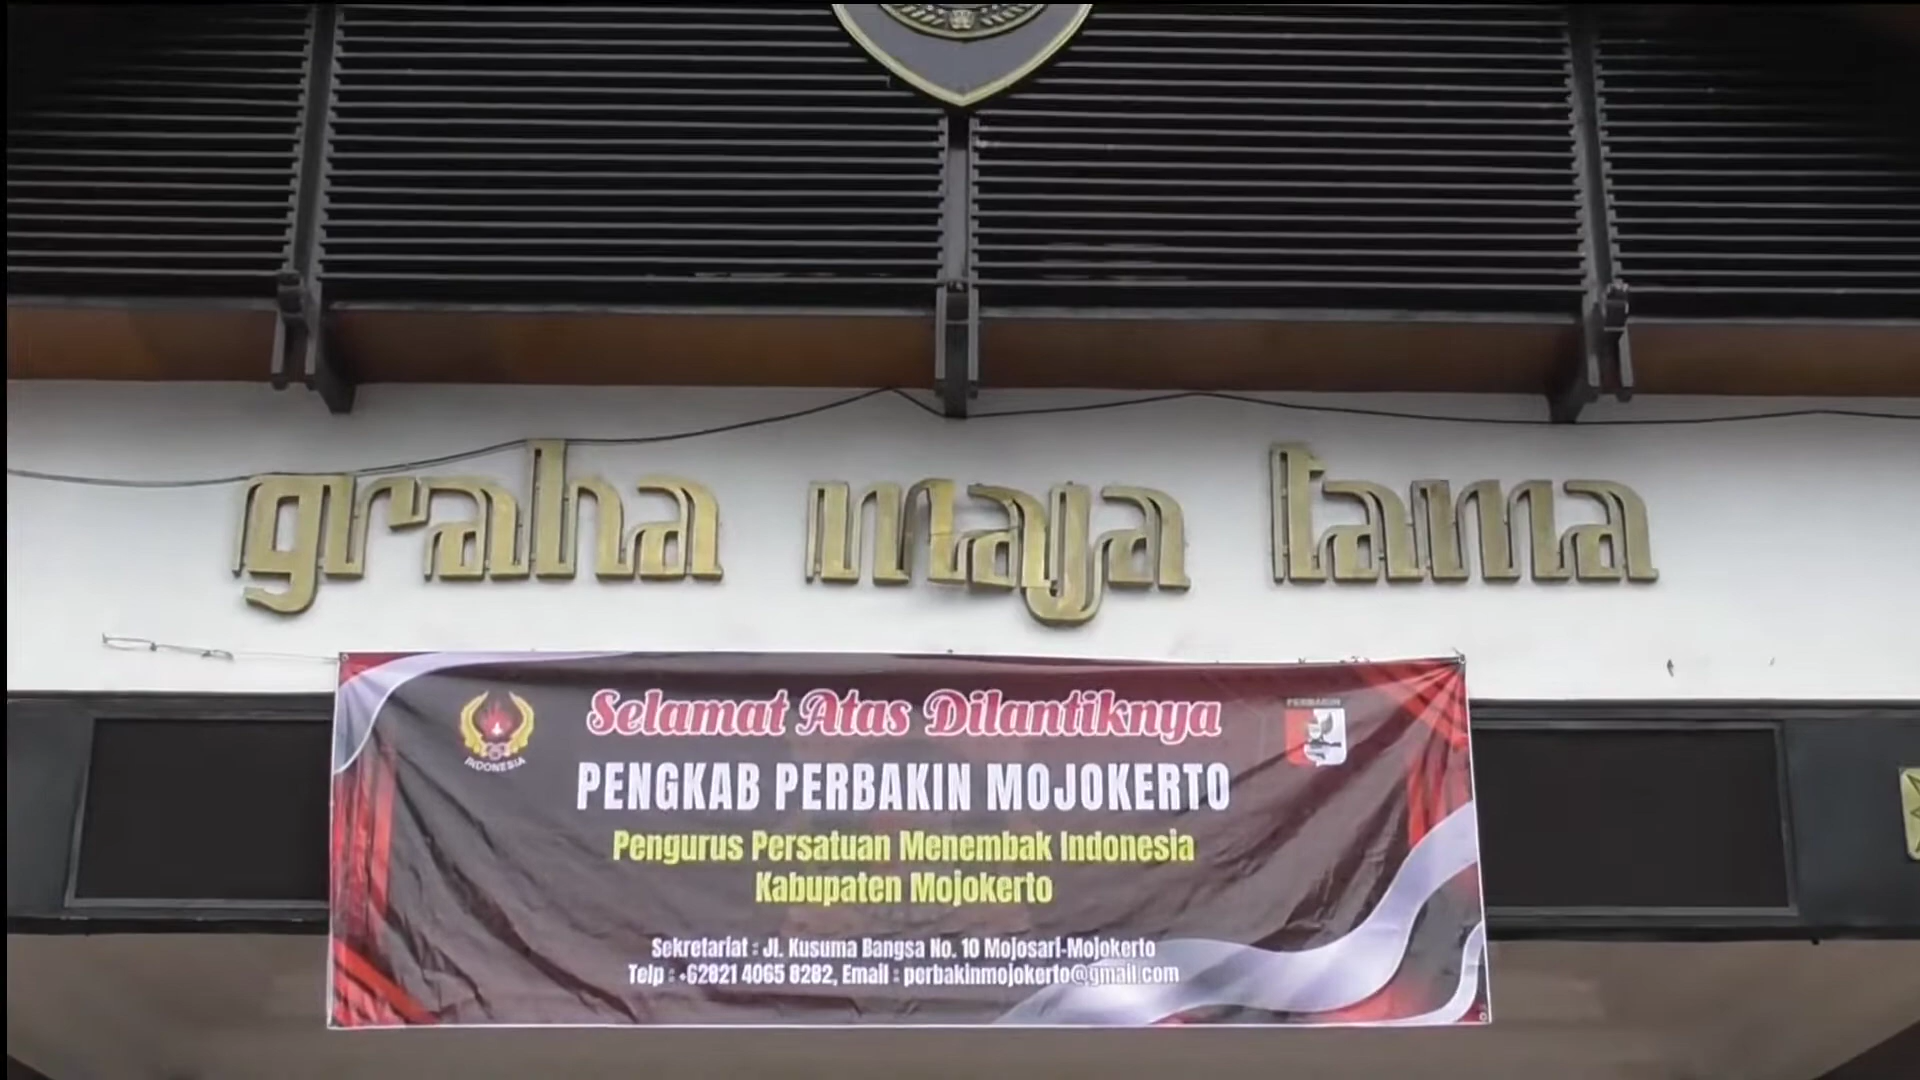 graha maja tama
Selamat Atas Dilantiknya
PENGKAB PERBAKIN MOJOKERTO
Pengurus Persatuan Menembak Indonesia
Kabupaten Mojokerto
Sekretariat : Jl. Kusuma Bangsa No. 10 Mojosari-Mojokerto
Telp : +62821 4065 8282, Email : perbakinmojokerto@gmail.com
INDONESIA
PERBAKIN